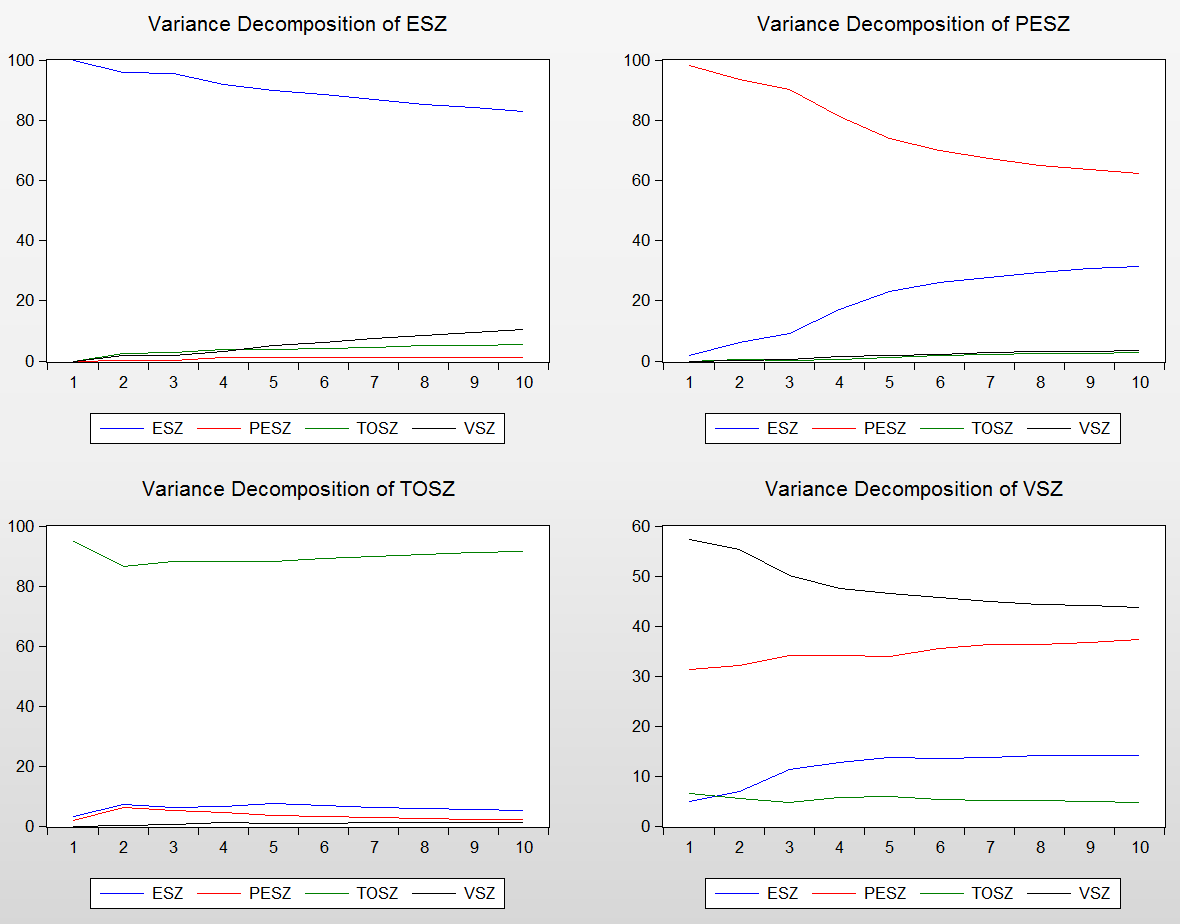 Variance Decomposition of ESZ
100
80
60
40
20
0
1 2 3 4 5 6 7 8 9 10
ESZ PESZ TOSZ VSZ
Variance Decomposition of PESZ
100
80
60
40
20
0
1 2 3 4 5 6 7 8 9 10
ESZ PESZ TOSZ VSZ
Variance Decomposition of TOSZ
100
80
60
40
20
0
1 2 3 4 5 6 7 8 9 10
ESZ PESZ TOSZ VSZ
Variance Decomposition of VSZ
60
50
40
30
20
10
0
1 2 3 4 5 6 7 8 9 10
ESZ PESZ TOSZ VSZ